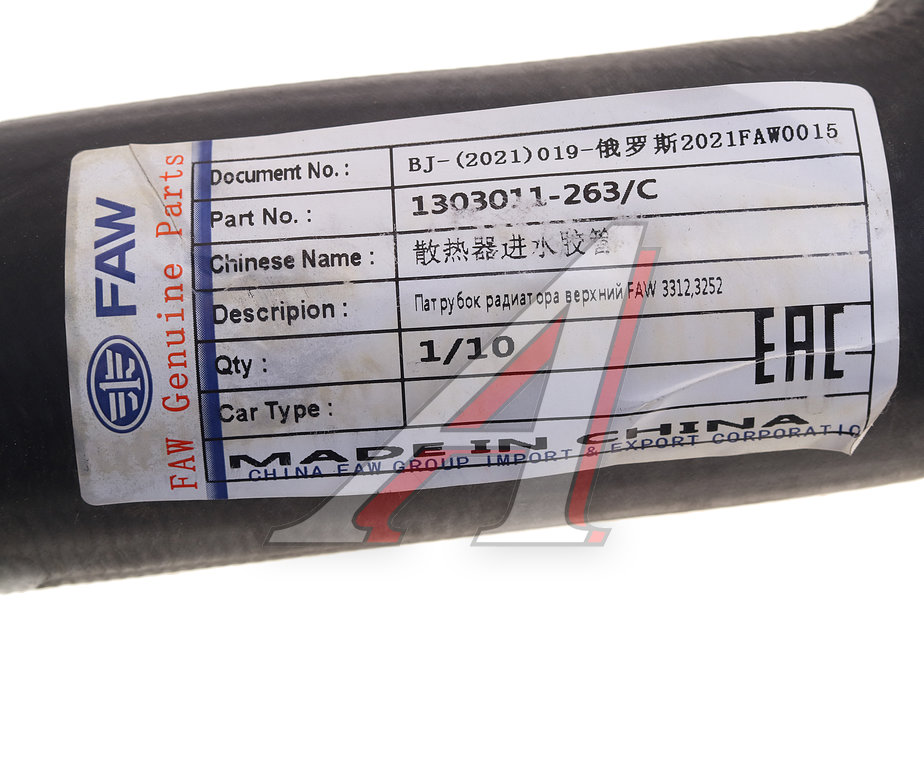 FAW
FAW Genuine Parts
Document No. : BJ-(2021)019-俄罗斯2021FAW0015
Part No. : 1303011-263/C
Chinese Name : 散热器进水胶管
Descripion : Патрубок радиатора верхний FAW 3312,3252
Qty : 1/10
Car Type :
EAC
MADE IN CHINA
CHINA FAW GROUP IMPORT & EXPORT CORPORATIO